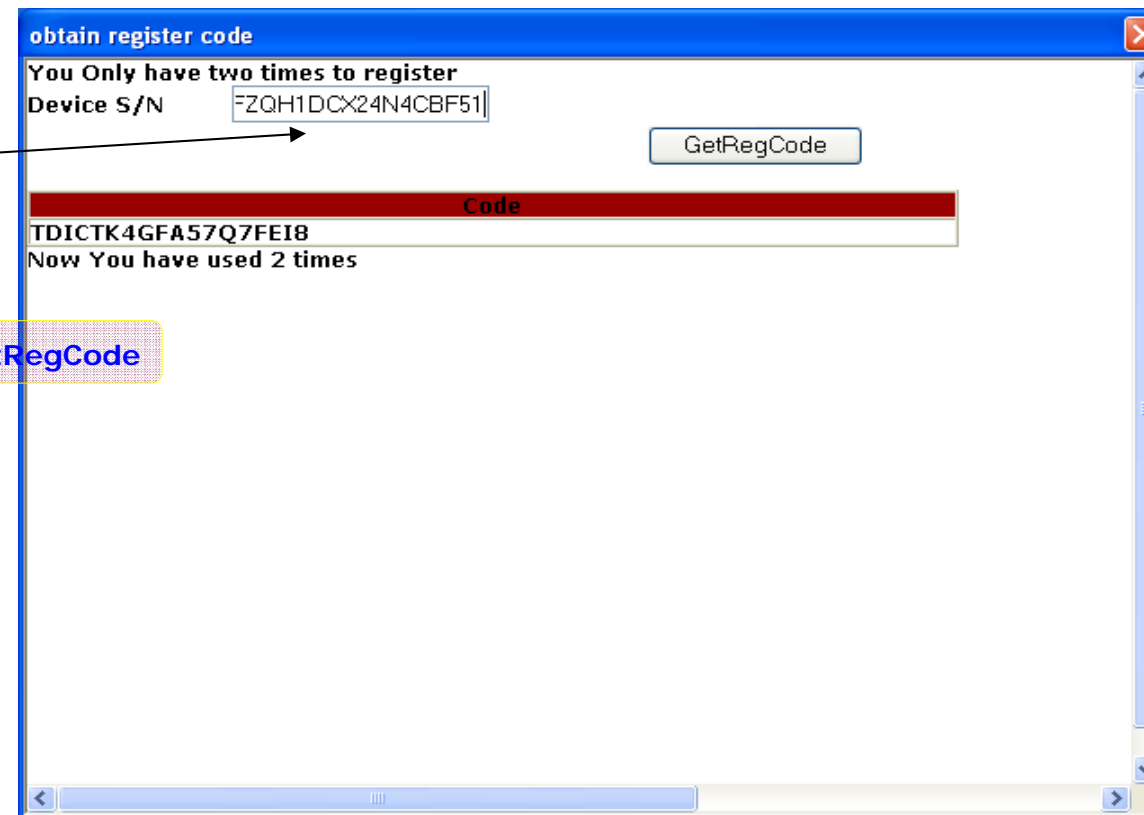 obtain register code
You Only have two times to register
Device S/N FZQH1DCX24N4CBF51
GetRegCode
Code
TDICTK4GFA57Q7FEI8
Now You have used 2 times
RegCode